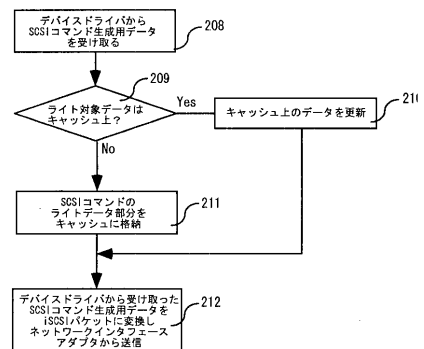 デバイスドライバから
SCSIコマンド生成用データ
を受け取る
208
209
ライト対象データは
キャッシュ上？
Yes
キャッシュ上のデータを更新
No
SCSIコマンドの
ライトデータ部分を
キャッシュに格納
211
デバイスドライバから受け取った
SCSIコマンド生成用データを
iSCSIパケットに変換し
ネットワークインタフェース
アダプタから送信
212